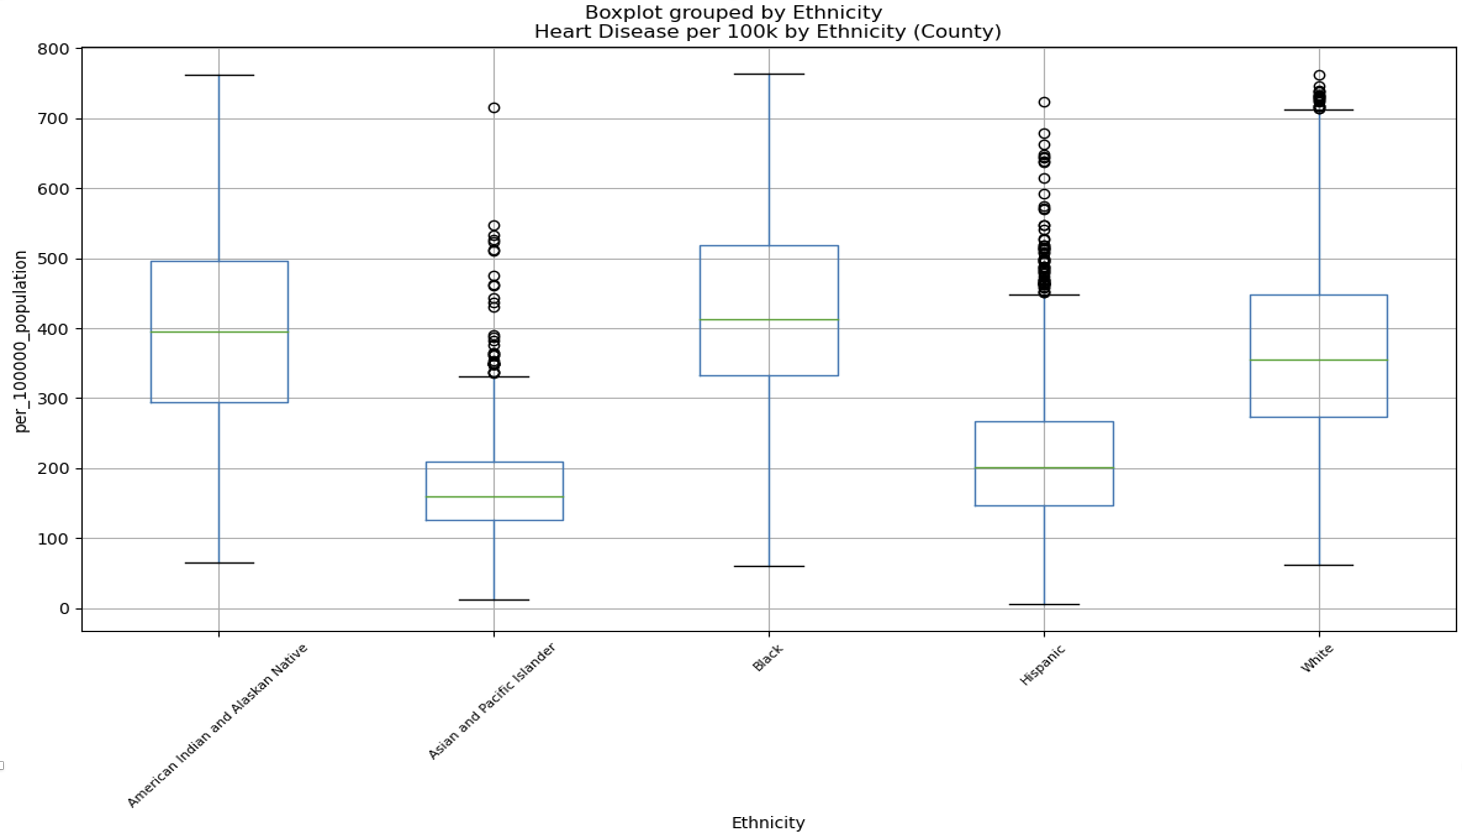 Boxplot grouped by Ethnicity
Heart Disease per 100k by Ethnicity (County)
per_100000_population
800
700
600
500
400
300
200
100
0
American Indian and Alaskan Native
Asian and Pacific Islander
Black
Hispanic
White
Ethnicity